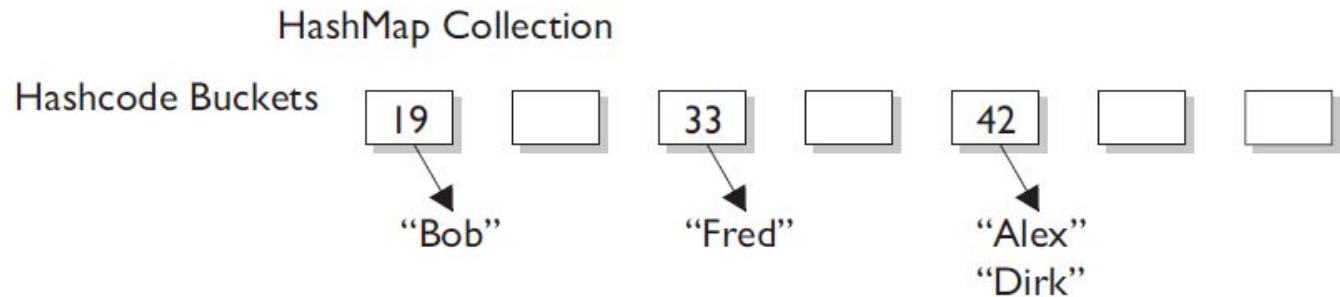 HashMap Collection
Hashcode Buckets 19 33 42
“Bob” “Fred” “Alex”
“Dirk”